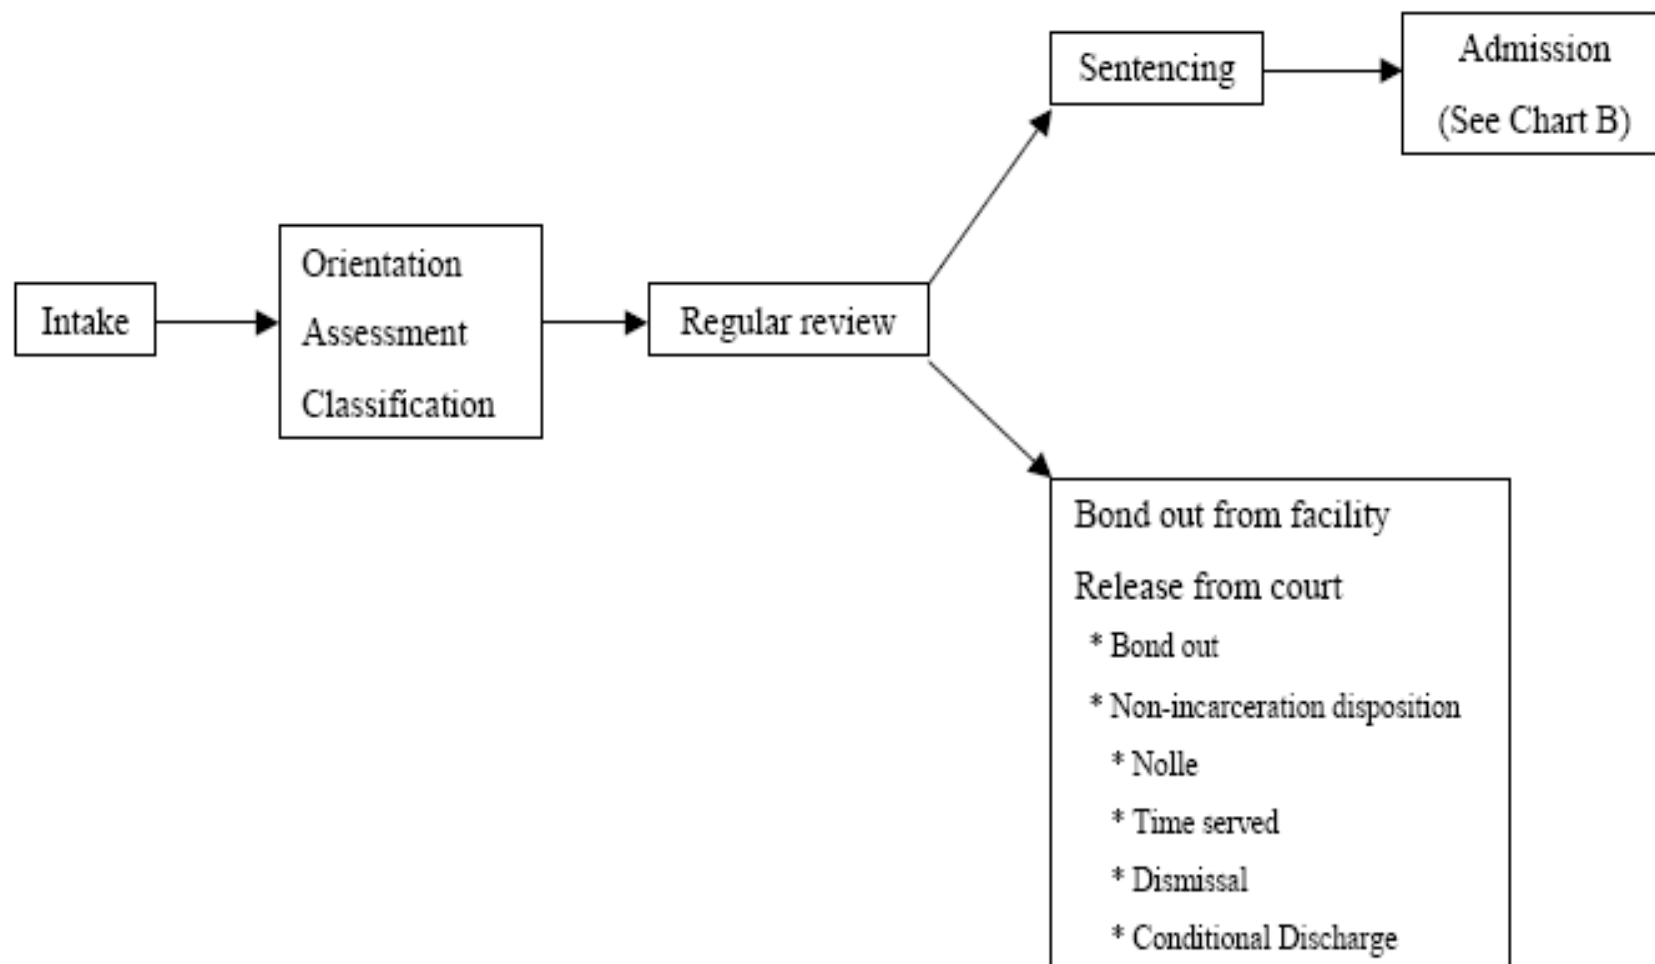 Intake
Orientation
Assessment
Classification
Regular review
Sentencing
Admission
(See Chart B)
Bond out from facility
Release from court
* Bond out
* Non-incarceration disposition
* Nolle
* Time served
* Dismissal
* Conditional Discharge